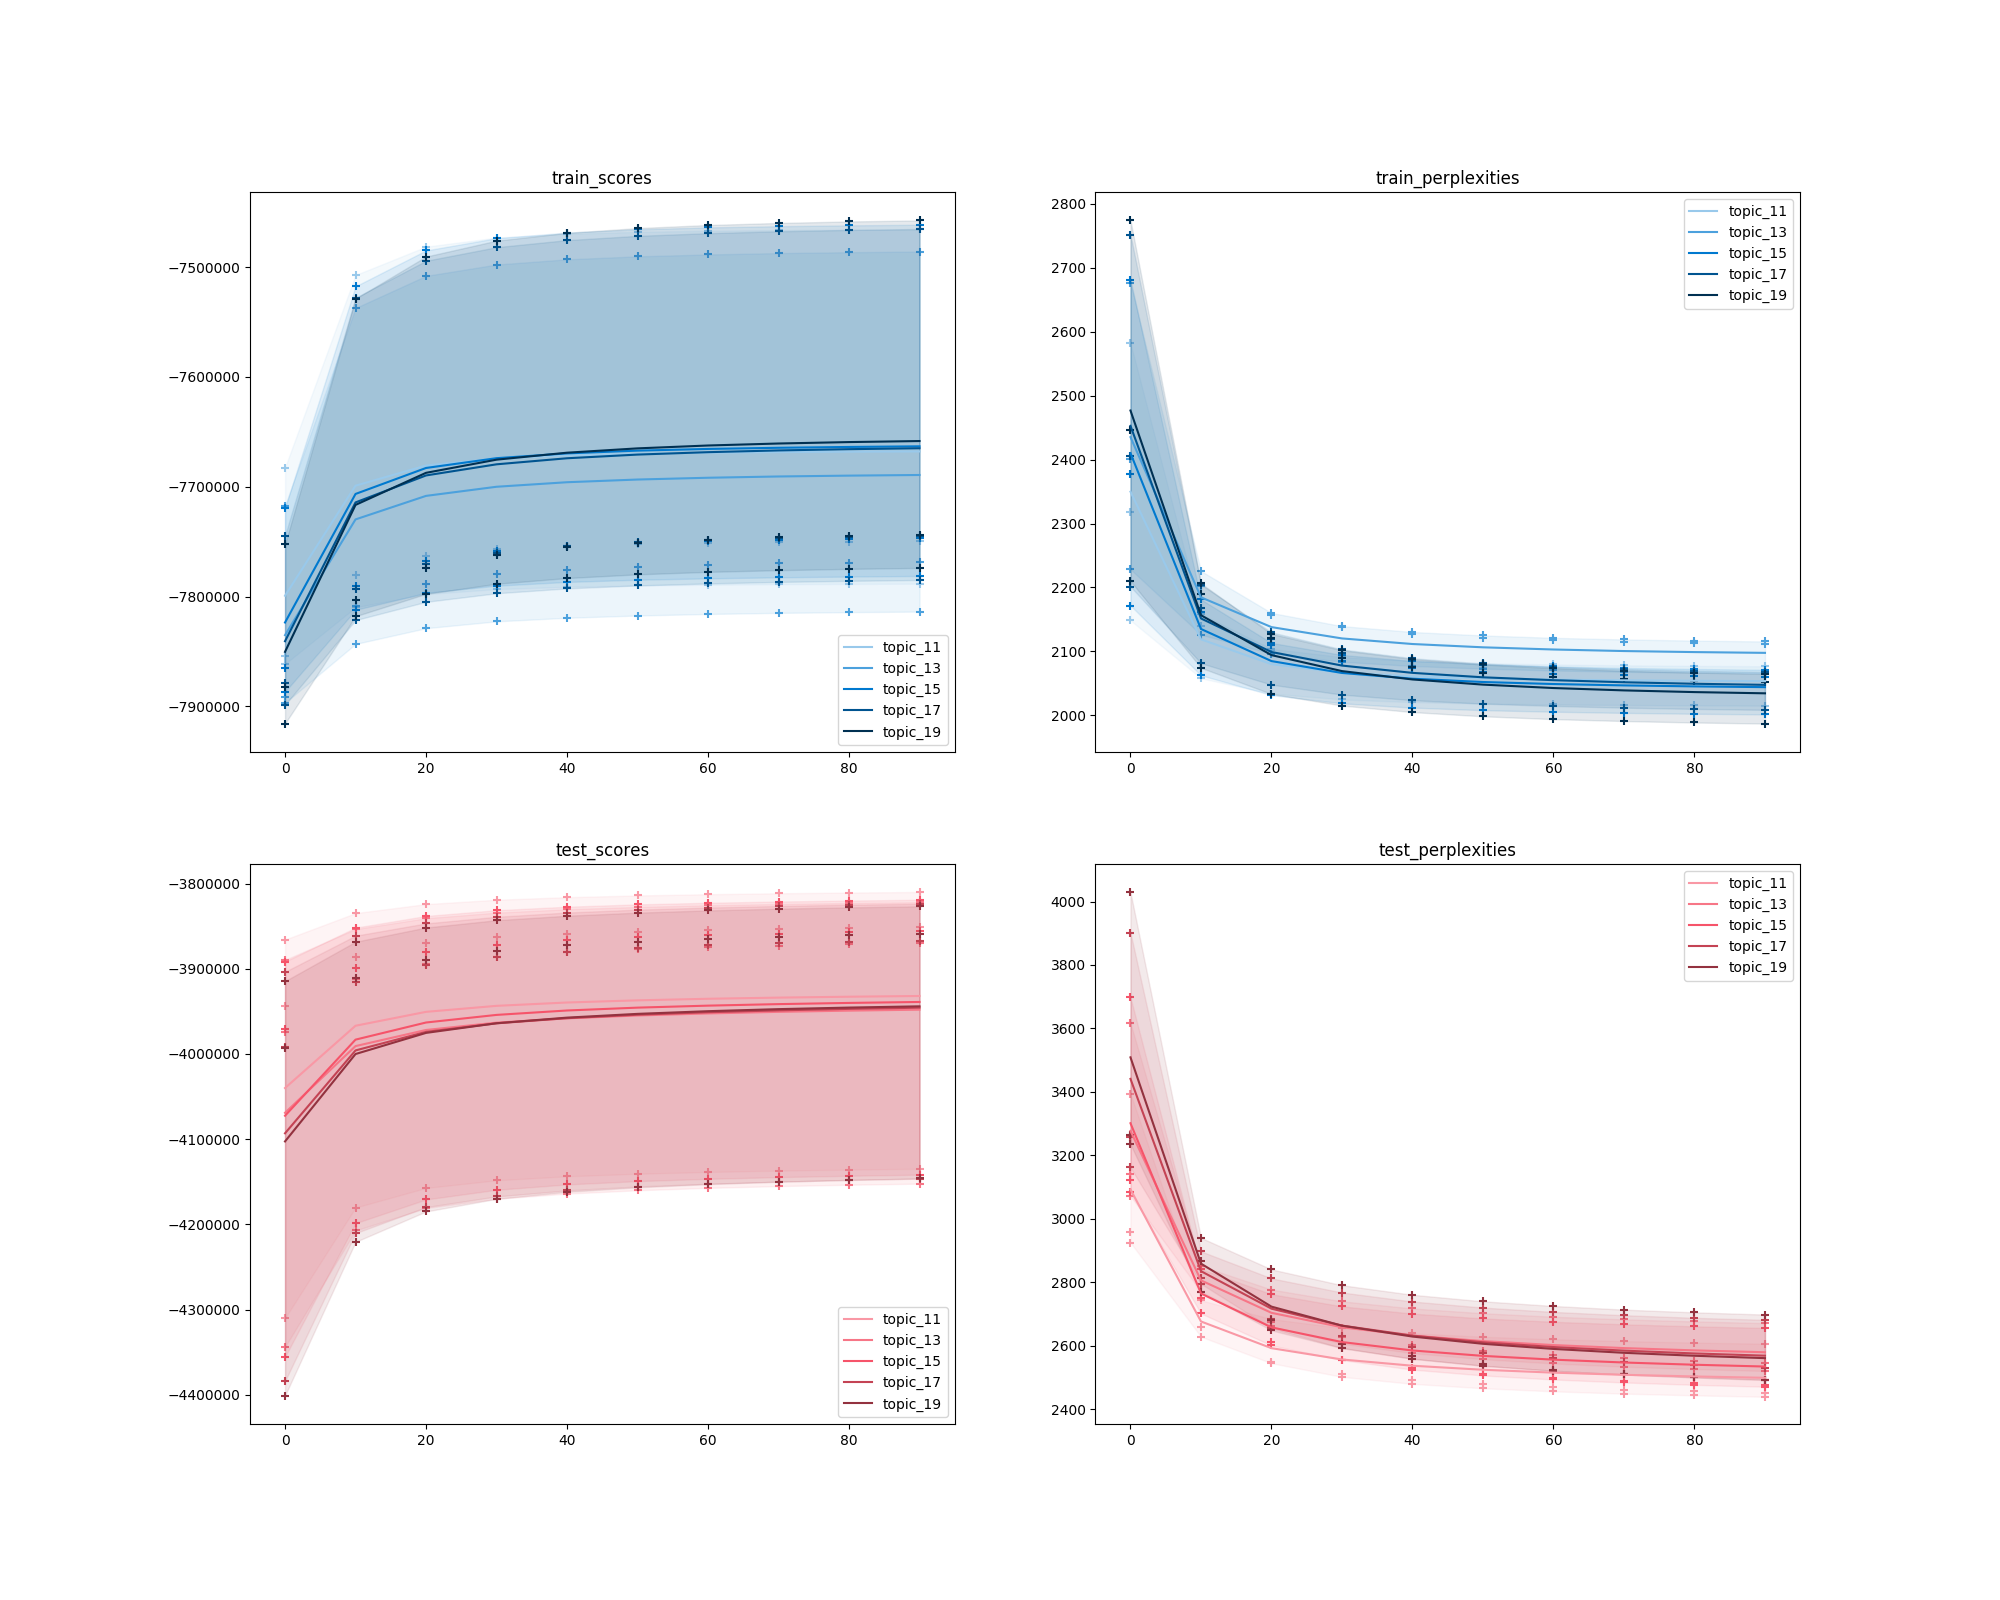 train_scores
−7500000
−7600000
−7700000
−7800000
−7900000
0 20 40 60 80
topic_11
topic_13
topic_15
topic_17
topic_19
train_perplexities
2800
2700
2600
2500
2400
2300
2200
2100
2000
0 20 40 60 80
topic_11
topic_13
topic_15
topic_17
topic_19
test_scores
−3800000
−3900000
−4000000
−4100000
−4200000
−4300000
−4400000
0 20 40 60 80
topic_11
topic_13
topic_15
topic_17
topic_19
test_perplexities
4000
3800
3600
3400
3200
3000
2800
2600
2400
0 20 40 60 80
topic_11
topic_13
topic_15
topic_17
topic_19